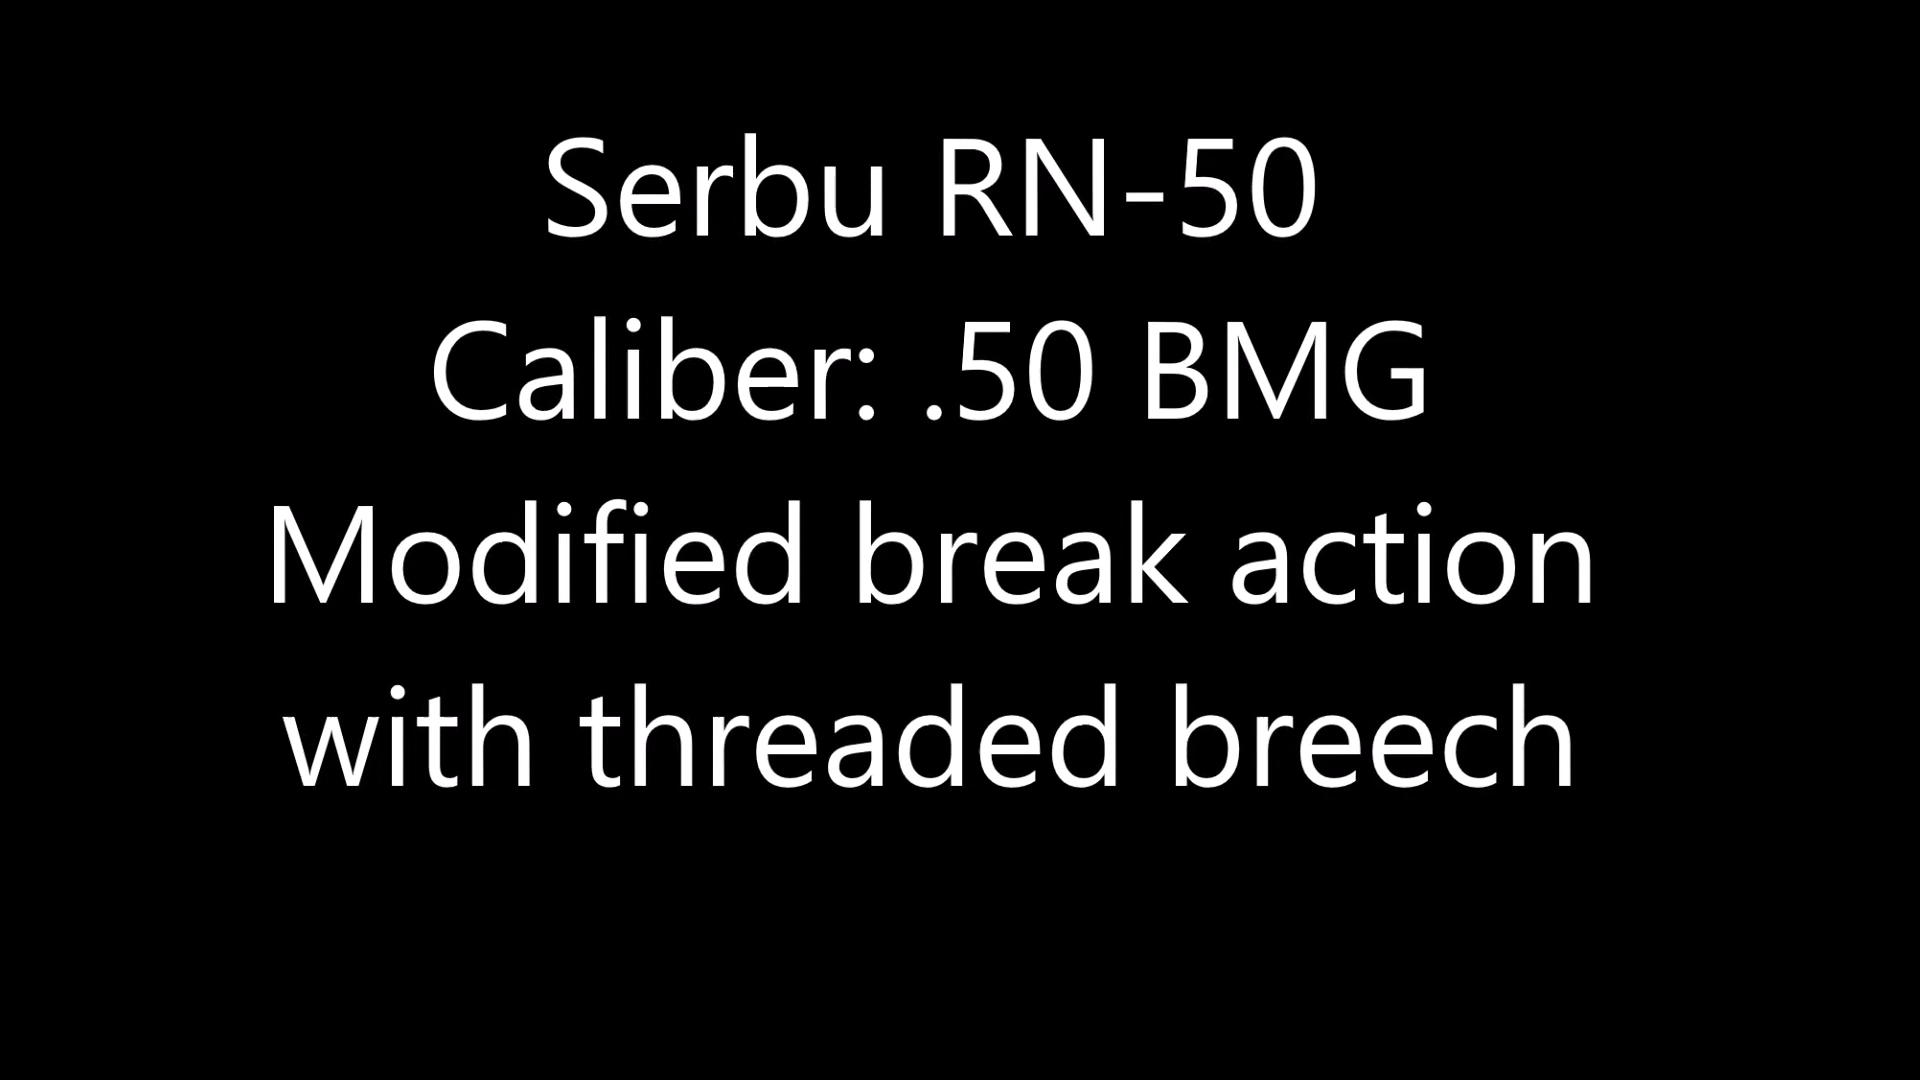 Serbu RN-50
Caliber: .50 BMG
Modified break action
with threaded breech